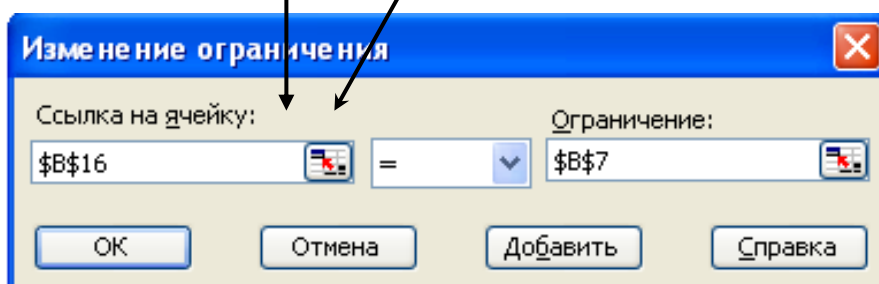 Изменение ограничения
Ссылка на ячейку: Ограничение:
$B$16 = $B$7
ОК Отмена Добавить Справка